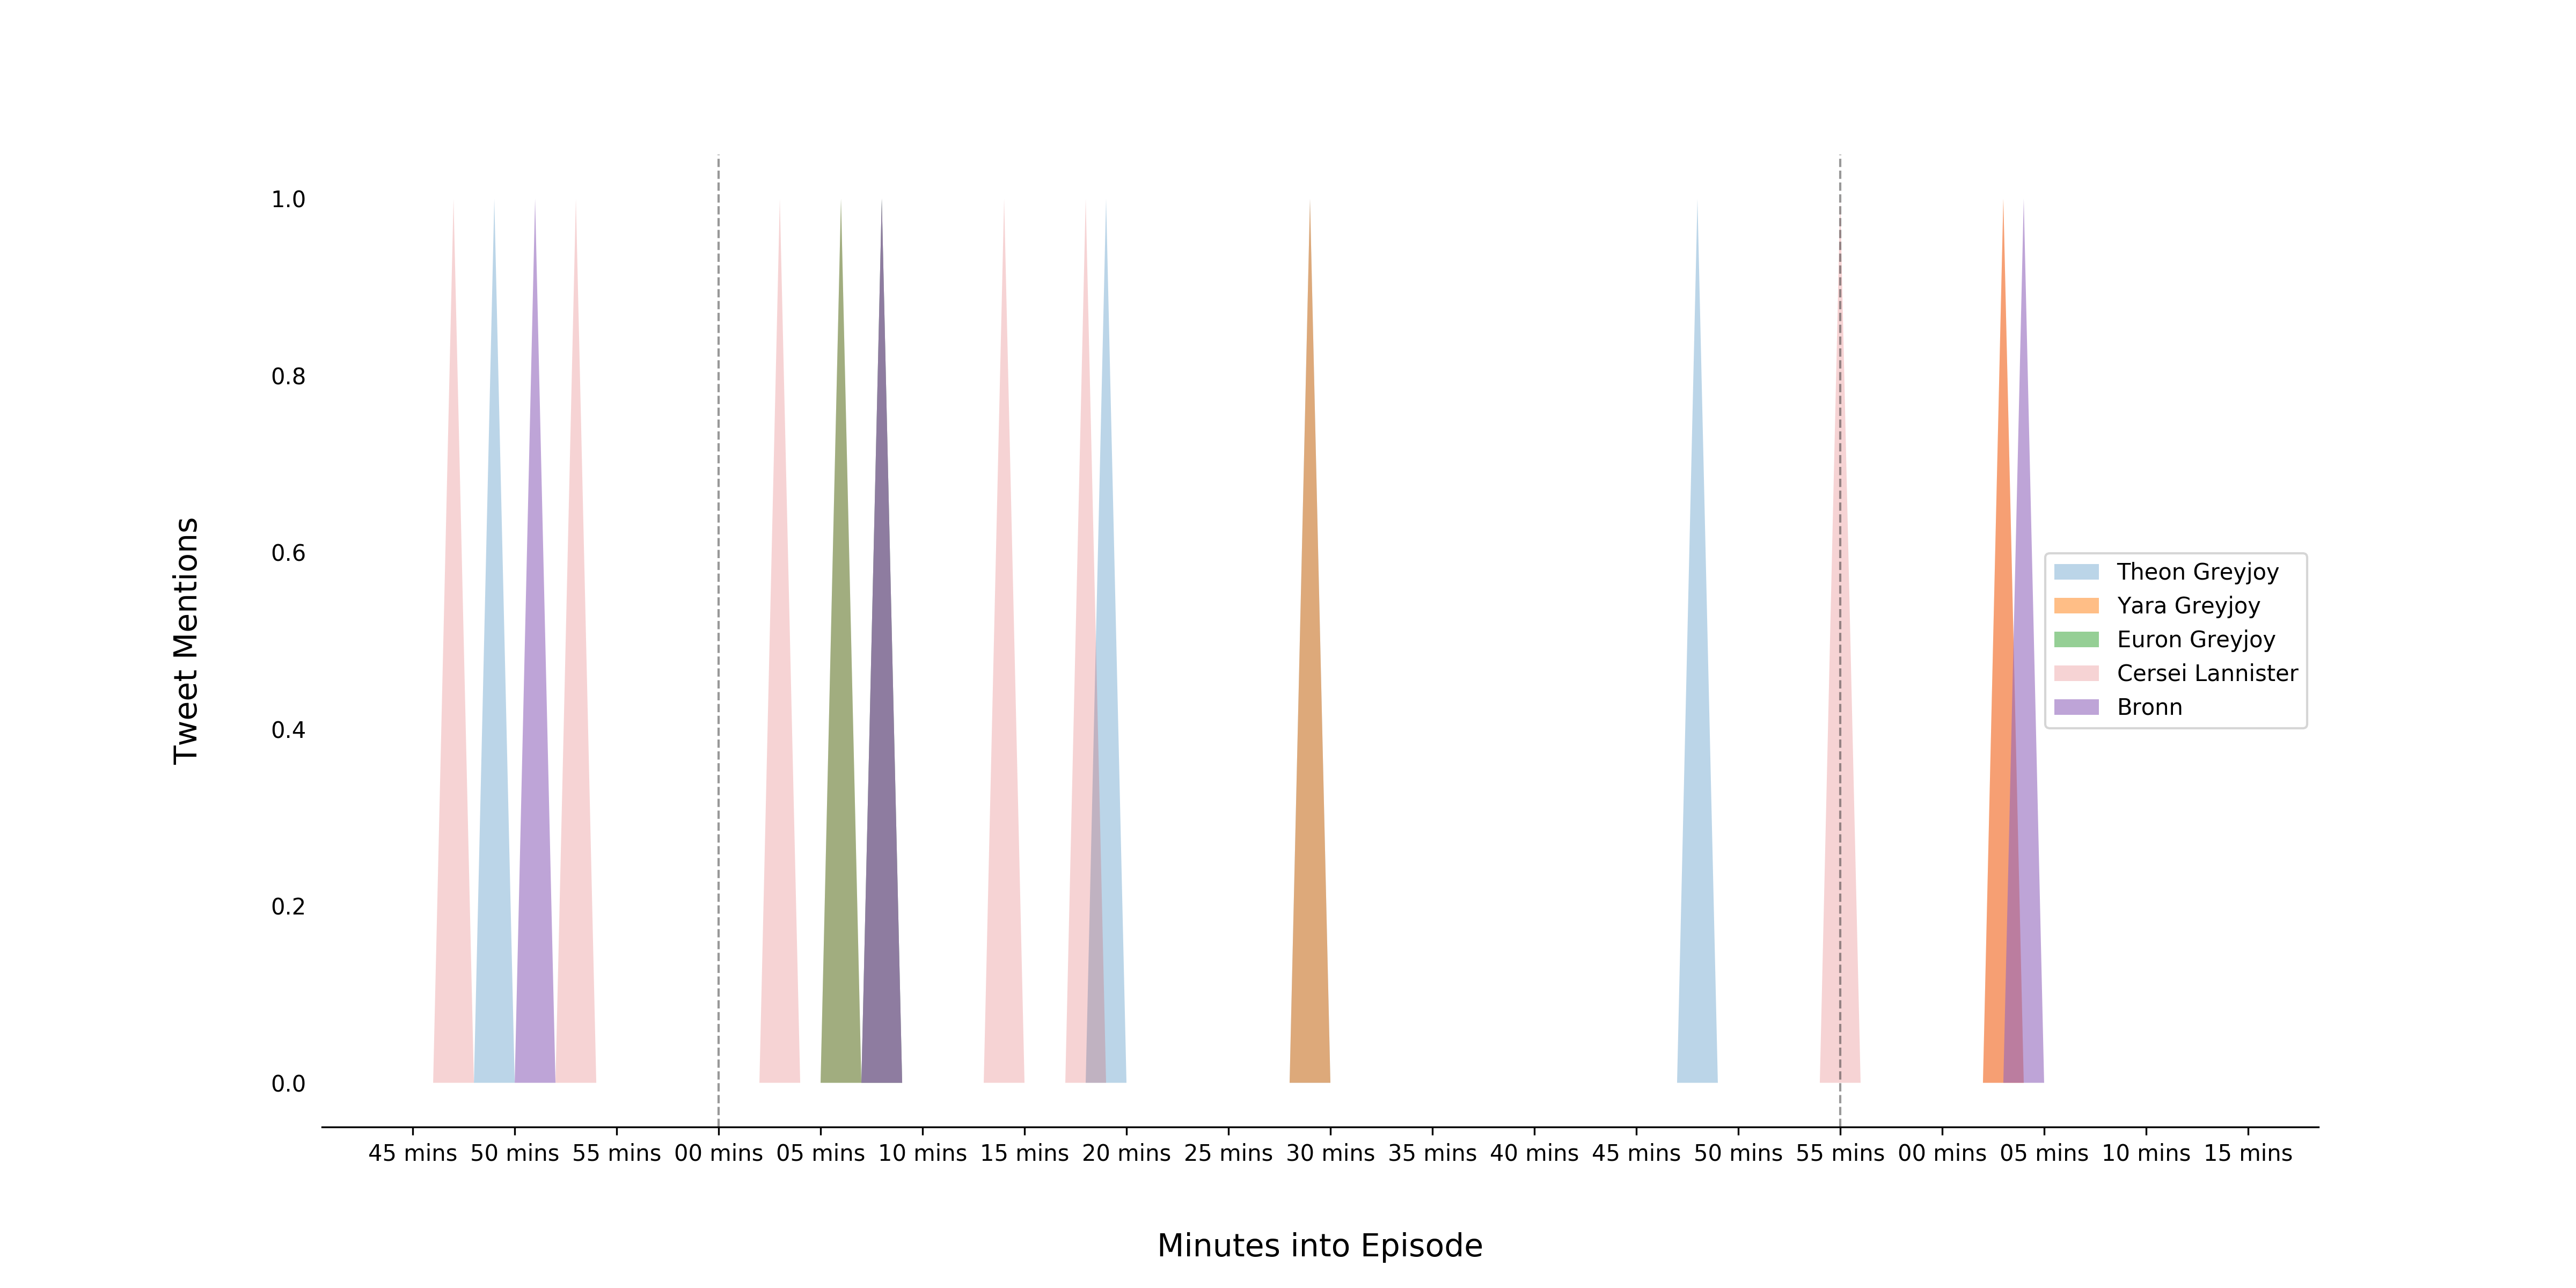 1.0
0.8
0.6
0.4
0.2
0.0
Tweet Mentions
Theon Greyjoy
Yara Greyjoy
Euron Greyjoy
Cersei Lannister
Bronn
45 mins 50 mins 55 mins 00 mins 05 mins 10 mins 15 mins 20 mins 25 mins 30 mins 35 mins 40 mins 45 mins 50 mins 55 mins 00 mins 05 mins 10 mins 15 mins
Minutes into Episode